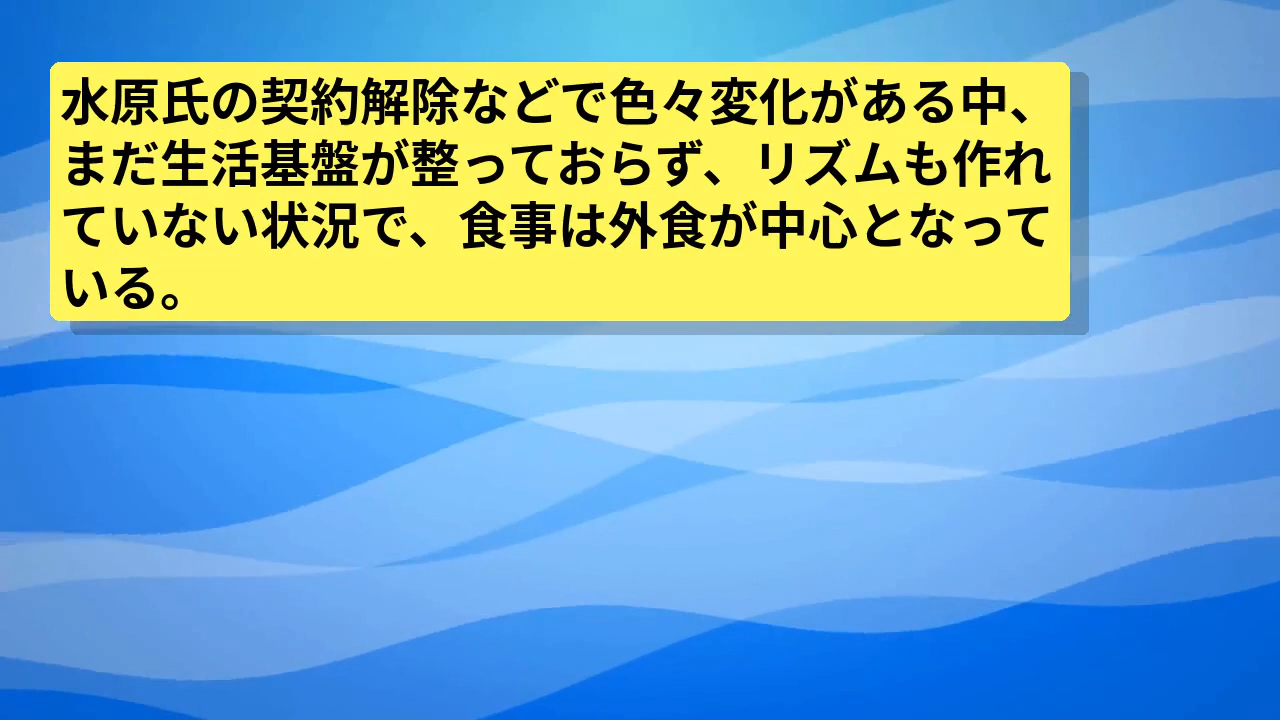 水原氏の契約解除などで色々変化がある中、
まだ生活基盤が整っておらず、リズムも作れ
ていない状況で、食事は外食が中心となって
いる。